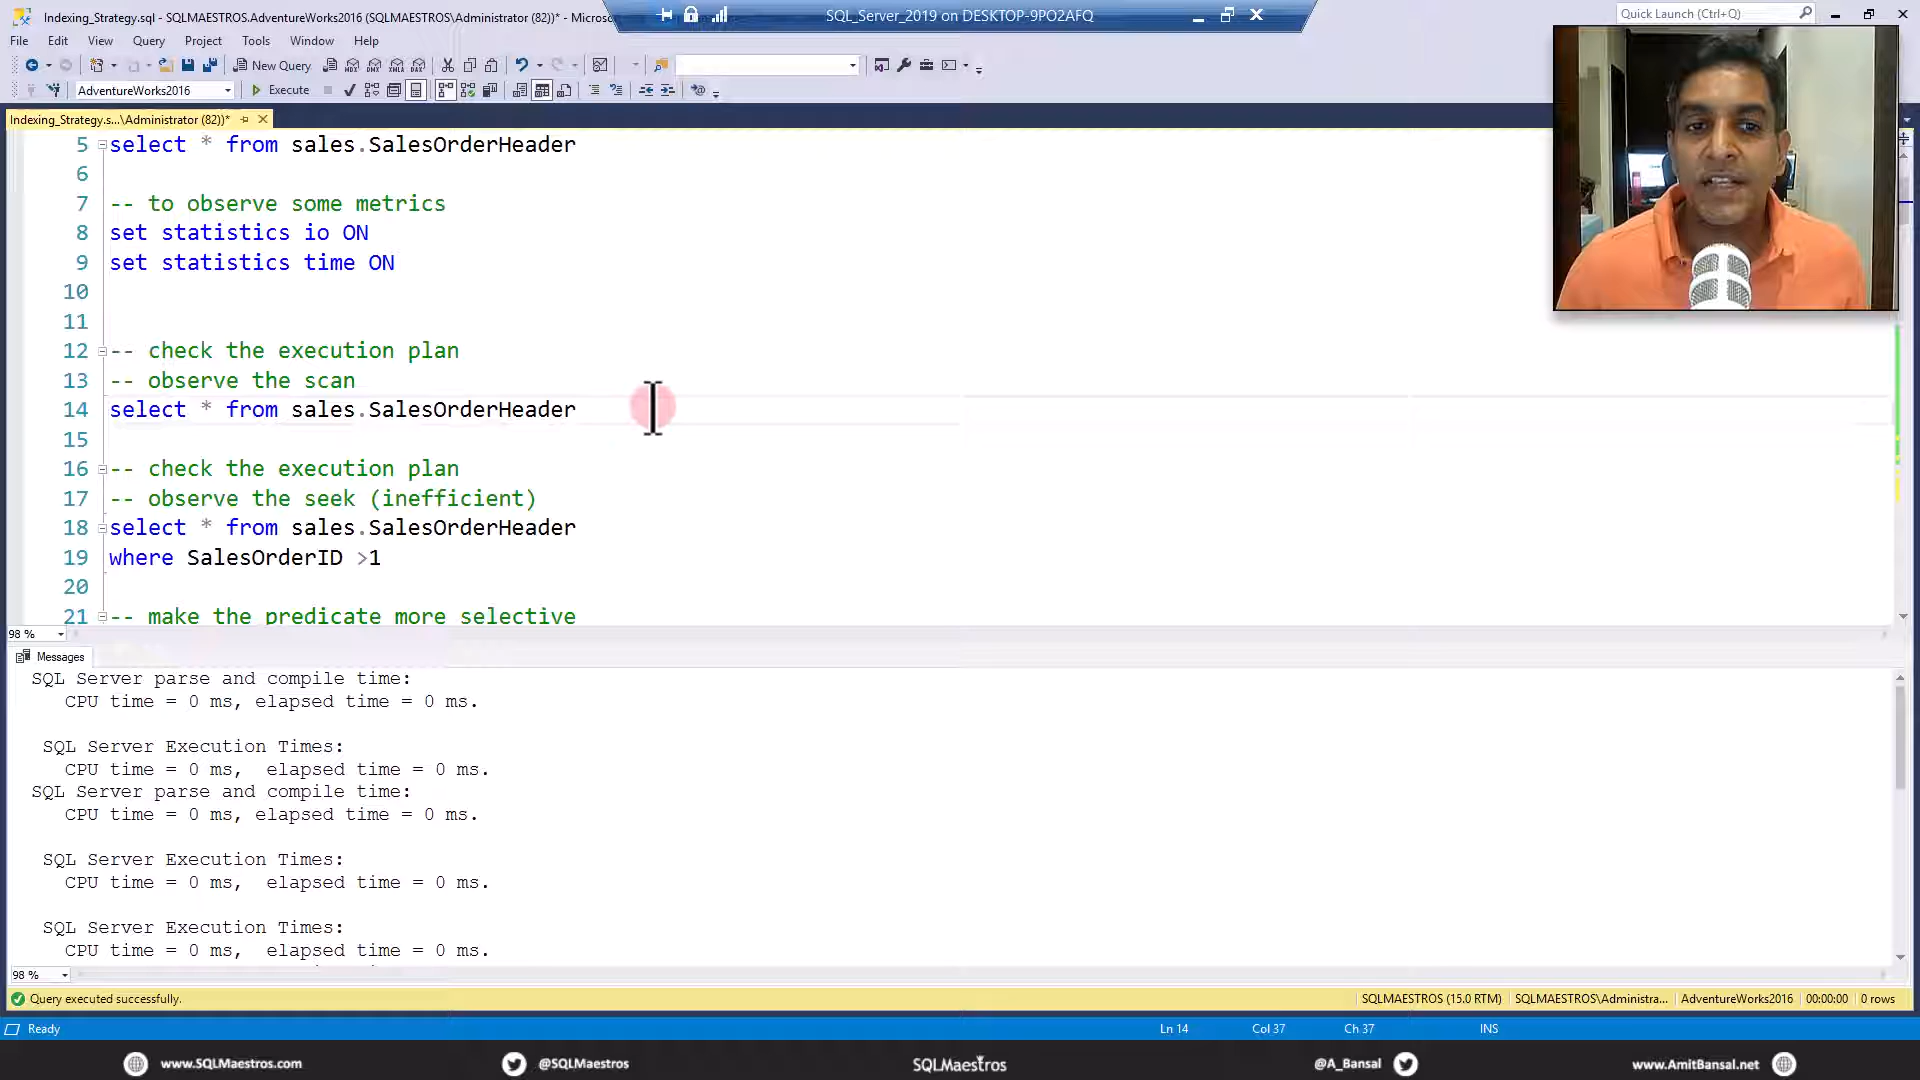 Indexing_Strategy.sql - SQLMAESTROS.AdventureWorks2016 (SQLMAESTROS\Administrator (82))* - Microso
SQL_Server_2019 on DESKTOP-9PO2AFQ
Quick Launch (Ctrl+Q)
File Edit View Query Project Tools Window Help
New Query
AdventureWorks2016
Execute
Indexing_Strategy.s...\Administrator (82))*
5 select * from sales.SalesOrderHeader
6
7 -- to observe some metrics
8 set statistics io ON
9 set statistics time ON
10
11
12 -- check the execution plan
13 -- observe the scan
14 select * from sales.SalesOrderHeader
15
16 -- check the execution plan
17 -- observe the seek (inefficient)
18 select * from sales.SalesOrderHeader
19 where SalesOrderID >1
20
21 -- make the predicate more selective
98 %
Messages
SQL Server parse and compile time:
CPU time = 0 ms, elapsed time = 0 ms.
SQL Server Execution Times:
CPU time = 0 ms, elapsed time = 0 ms.
SQL Server parse and compile time:
CPU time = 0 ms, elapsed time = 0 ms.
SQL Server Execution Times:
CPU time = 0 ms, elapsed time = 0 ms.
SQL Server Execution Times:
CPU time = 0 ms, elapsed time = 0 ms.
98 %
Query executed successfully.
SQLMAESTROS (15.0 RTM) SQLMAESTROS\Administra... AdventureWorks2016 00:00:00 0 rows
Ready
Ln 14 Col 37 Ch 37 INS
www.SQLMaestros.com @SQLMaestros SQLMaestros @A_Bansal www.AmitBansal.net